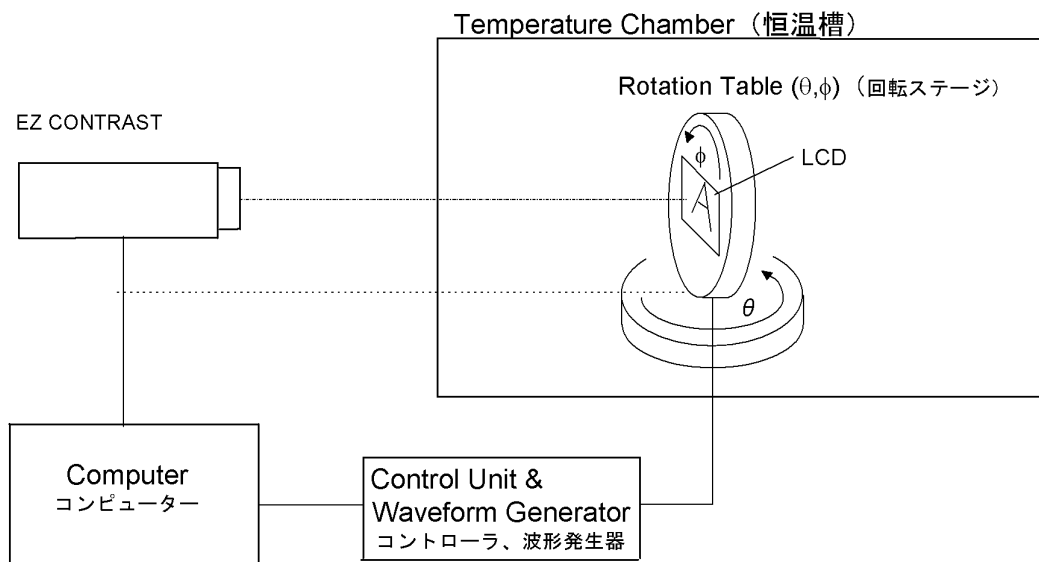 Temperature Chamber（恒温槽）
Rotation Table (θ,φ)（回転ステージ）
EZ CONTRAST
φ
LCD
A
θ
Computer
コンピューター
Control Unit &
Waveform Generator
コントローラ、波形発生器